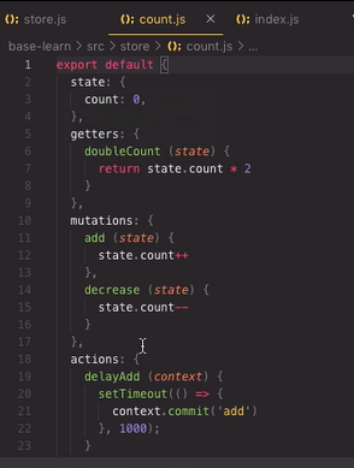 store.js count.js × index.js
base-learn > src > store > count.js > ...
1 export default {
2 state: {
3 count: 0,
4 },
5 getters: {
6 doubleCount (state) {
7 return state.count * 2
8 }
9 },
10 mutations: {
11 add (state) {
12 state.count++
13 },
14 decrease (state) {
15 state.count--
16 }
17 },
18 actions: {
19 delayAdd (context) {
20 setTimeout(() => {
21 context.commit('add')
22 }, 1000);
23 }